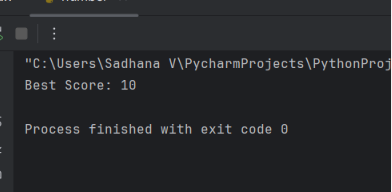 "C:\Users\Sadhana V\PycharmProjects\PythonProj
Best Score: 10
Process finished with exit code 0